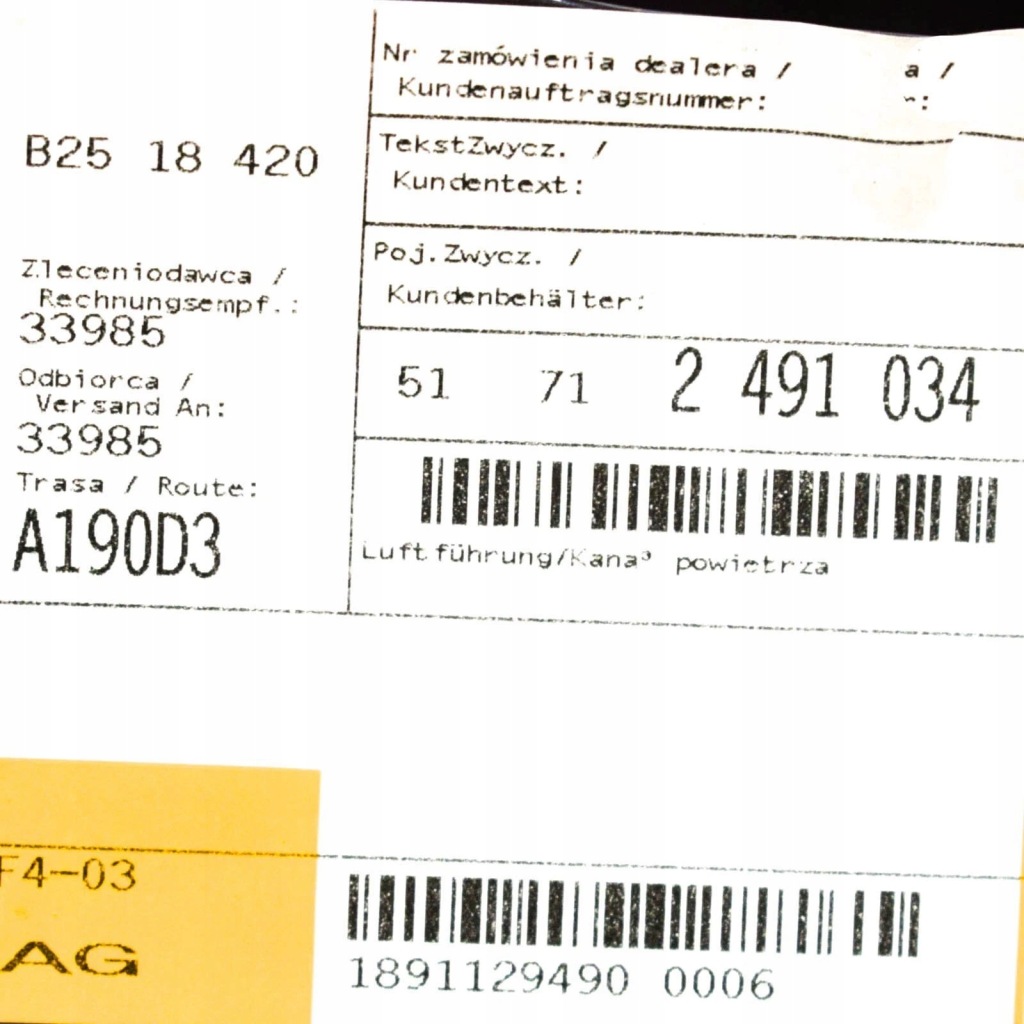 Nr zamówienia dealera /
Kundenauftragsnummer:
a /
TekstZwycz. /
Kundentext:
B25 18 420
Poj.Zwycz. /
Kundenbehälter:
Zleceniodawca /
Rechnungsempf.:
33985
51 71 2 491 034
Odbiorca /
Versand An:
33985
Trasa / Route:
A190D3
Luftführung/Kana³ powietrza
F4-03
AG
1891129490 0006